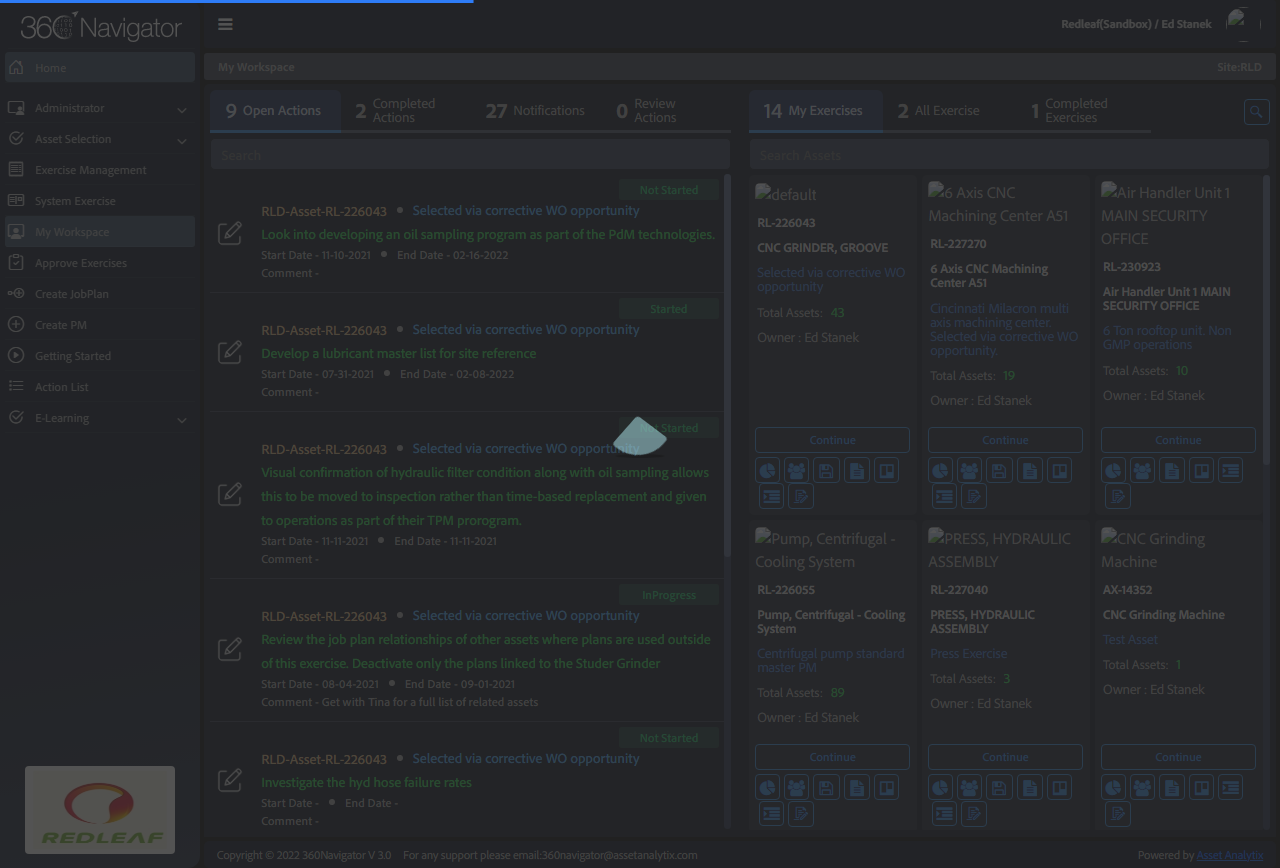 360 Navigator
Redleaf(Sandbox) / Ed Stanek
Home
Administrator
Asset Selection
Exercise Management
System Exercise
My Workspace
Approve Exercises
Create JobPlan
Create PM
Getting Started
Action List
E-Learning
REDLEAF
My Workspace
Site:RLD
9 Open Actions
2 Completed Actions
27 Notifications
0 Review Actions
Search
Not Started
RLD-Asset-RL-226043 • Selected via corrective WO opportunity
Look into developing an oil sampling program as part of the PdM technologies.
Start Date - 11-10-2021 • End Date - 02-16-2022
Comment -
Started
RLD-Asset-RL-226043 • Selected via corrective WO opportunity
Develop a lubricant master list for site reference
Start Date - 07-31-2021 • End Date - 02-08-2022
Comment -
Not Started
RLD-Asset-RL-226043 • Selected via corrective WO opportunity
Visual confirmation of hydraulic filter condition along with oil sampling allows
this to be moved to inspection rather than time-based replacement and given
to operations as part of their TPM prorogram.
Start Date - 11-11-2021 • End Date - 11-11-2021
Comment -
InProgress
RLD-Asset-RL-226043 • Selected via corrective WO opportunity
Review the job plan relationships of other assets where plans are used outside
of this exercise. Deactivate only the plans linked to the Studer Grinder
Start Date - 08-04-2021 • End Date - 09-01-2021
Comment - Get with Tina for a full list of related assets
Not Started
RLD-Asset-RL-226043 • Selected via corrective WO opportunity
Investigate the hyd hose failure rates
Start Date - • End Date -
Comment -
14 My Exercises
2 All Exercise
1 Completed Exercises
Search Assets
default
RL-226043
CNC GRINDER, GROOVE
Selected via corrective WO
opportunity
Total Assets: 43
Owner : Ed Stanek
Continue
6 Axis CNC
Machining Center A51
RL-227270
6 Axis CNC Machining
Center A51
Cincinnati Milacron multi
axis machining center.
Selected via corrective WO
opportunity.
Total Assets: 19
Owner : Ed Stanek
Continue
Air Handler Unit 1
MAIN SECURITY
OFFICE
RL-230923
Air Handler Unit 1 MAIN
SECURITY OFFICE
6 Ton rooftop unit. Non
GMP operations
Total Assets: 10
Owner : Ed Stanek
Continue
Pump, Centrifugal -
Cooling System
RL-226055
Pump, Centrifugal - Cooling
System
Centrifugal pump standard
master PM
Total Assets: 89
Owner : Ed Stanek
Continue
PRESS, HYDRAULIC
ASSEMBLY
RL-227040
PRESS, HYDRAULIC
ASSEMBLY
Press Exercise
Total Assets: 3
Owner : Ed Stanek
Continue
CNC Grinding
Machine
AX-14352
CNC Grinding Machine
Test Asset
Total Assets: 1
Owner : Ed Stanek
Continue
Copyright © 2022 360Navigator V 3.0 For any support please email:360navigator@assetanalytix.com
Powered by Asset Analytix